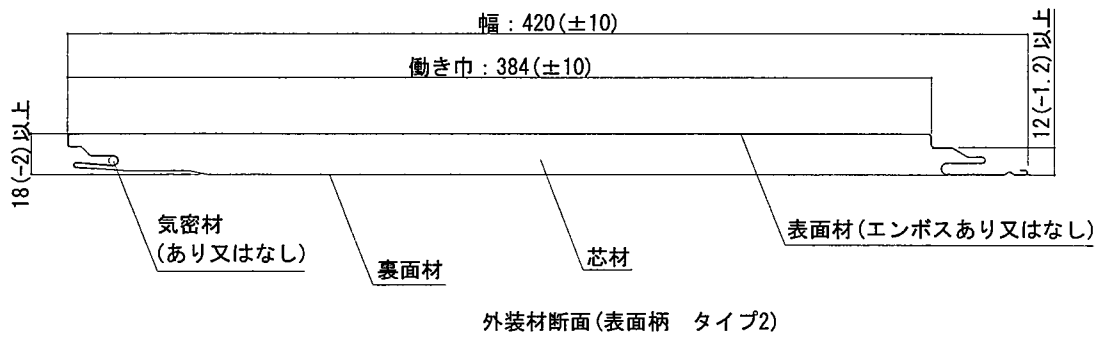 幅：420(±10)
働き巾：384(±10)
12(-1.2)以上
18(-2)以上
気密材
(あり又はなし)
裏面材
芯材
表面材(エンボスあり又はなし)
外装材断面(表面柄　タイプ2)